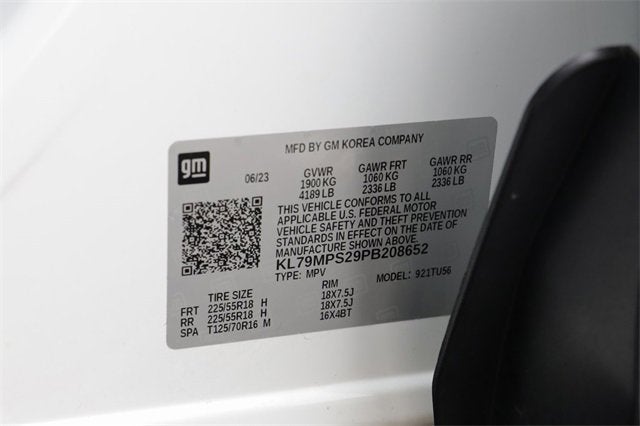 MFD BY GM KOREA COMPANY
gm
06/23
GVWR GAWR FRT GAWR RR
1900 KG 1060 KG 1060 KG
4189 LB 2336 LB 2336 LB
THIS VEHICLE CONFORMS TO ALL
APPLICABLE U.S. FEDERAL MOTOR
VEHICLE SAFETY AND THEFT PREVENTION
STANDARDS IN EFFECT ON THE DATE OF
MANUFACTURE SHOWN ABOVE.
KL79MPS29PB208652
TYPE: MPV MODEL: 921TU56
TIRE SIZE RIM
FRT 225/55R18 H 18X7.5J
RR 225/55R18 H 18X7.5J
SPA T125/70R16 M 16X4BT